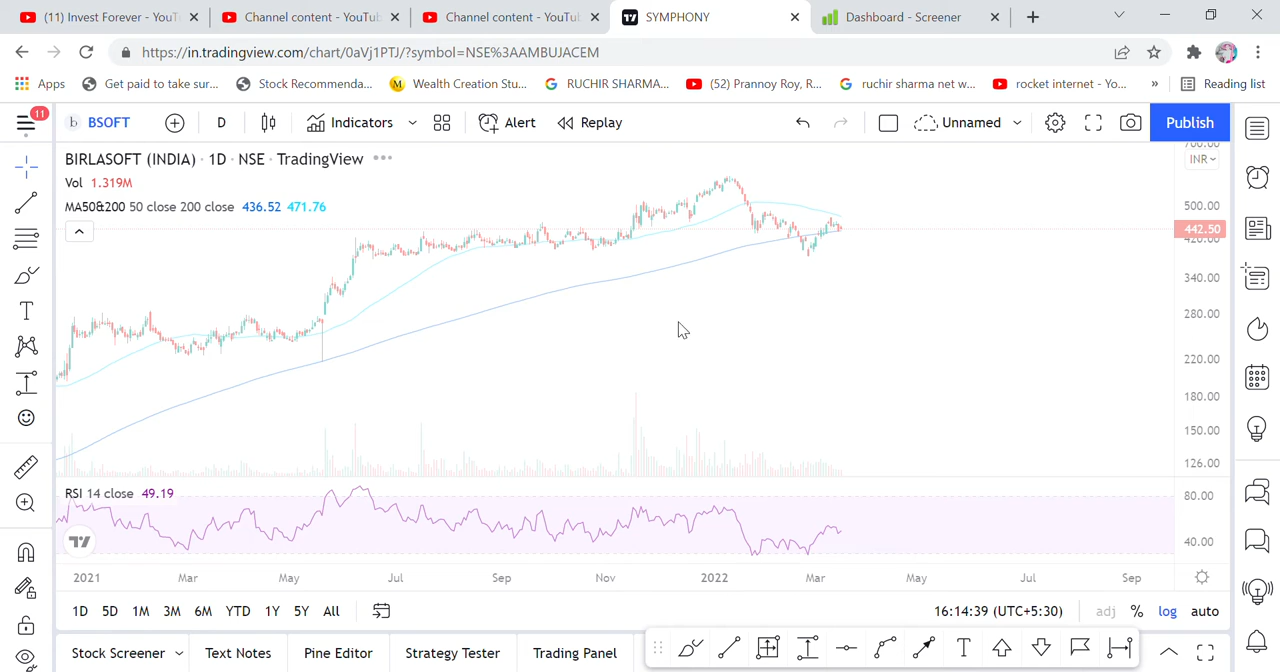 (11) Invest Forever - YouT
Channel content - YouTub
Channel content - YouTub
SYMPHONY
Dashboard - Screener
https://in.tradingview.com/chart/0aVj1PTJ/?symbol=NSE%3AAMBUJACEM
Apps
Get paid to take sur...
Stock Recommenda...
M
Wealth Creation Stu...
RUCHIR SHARMA...
(52) Prannoy Roy, R...
ruchir sharma net w...
rocket internet - Yo...
»
Reading list
11
b
BSOFT
D
Indicators
Alert
Replay
Unnamed
Publish
BIRLASOFT (INDIA) · 1D · NSE · TradingView
Vol 1.319M
MA50&200 50 close 200 close 436.52 471.76
INR
500.00
442.50
420.00
340.00
280.00
220.00
180.00
150.00
126.00
RSI 14 close 49.19
80.00
40.00
2021 Mar May Jul Sep Nov 2022 Mar May Jul Sep
1D 5D 1M 3M 6M YTD 1Y 5Y All
16:14:39 (UTC+5:30)
adj % log auto
Stock Screener
Text Notes
Pine Editor
Strategy Tester
Trading Panel